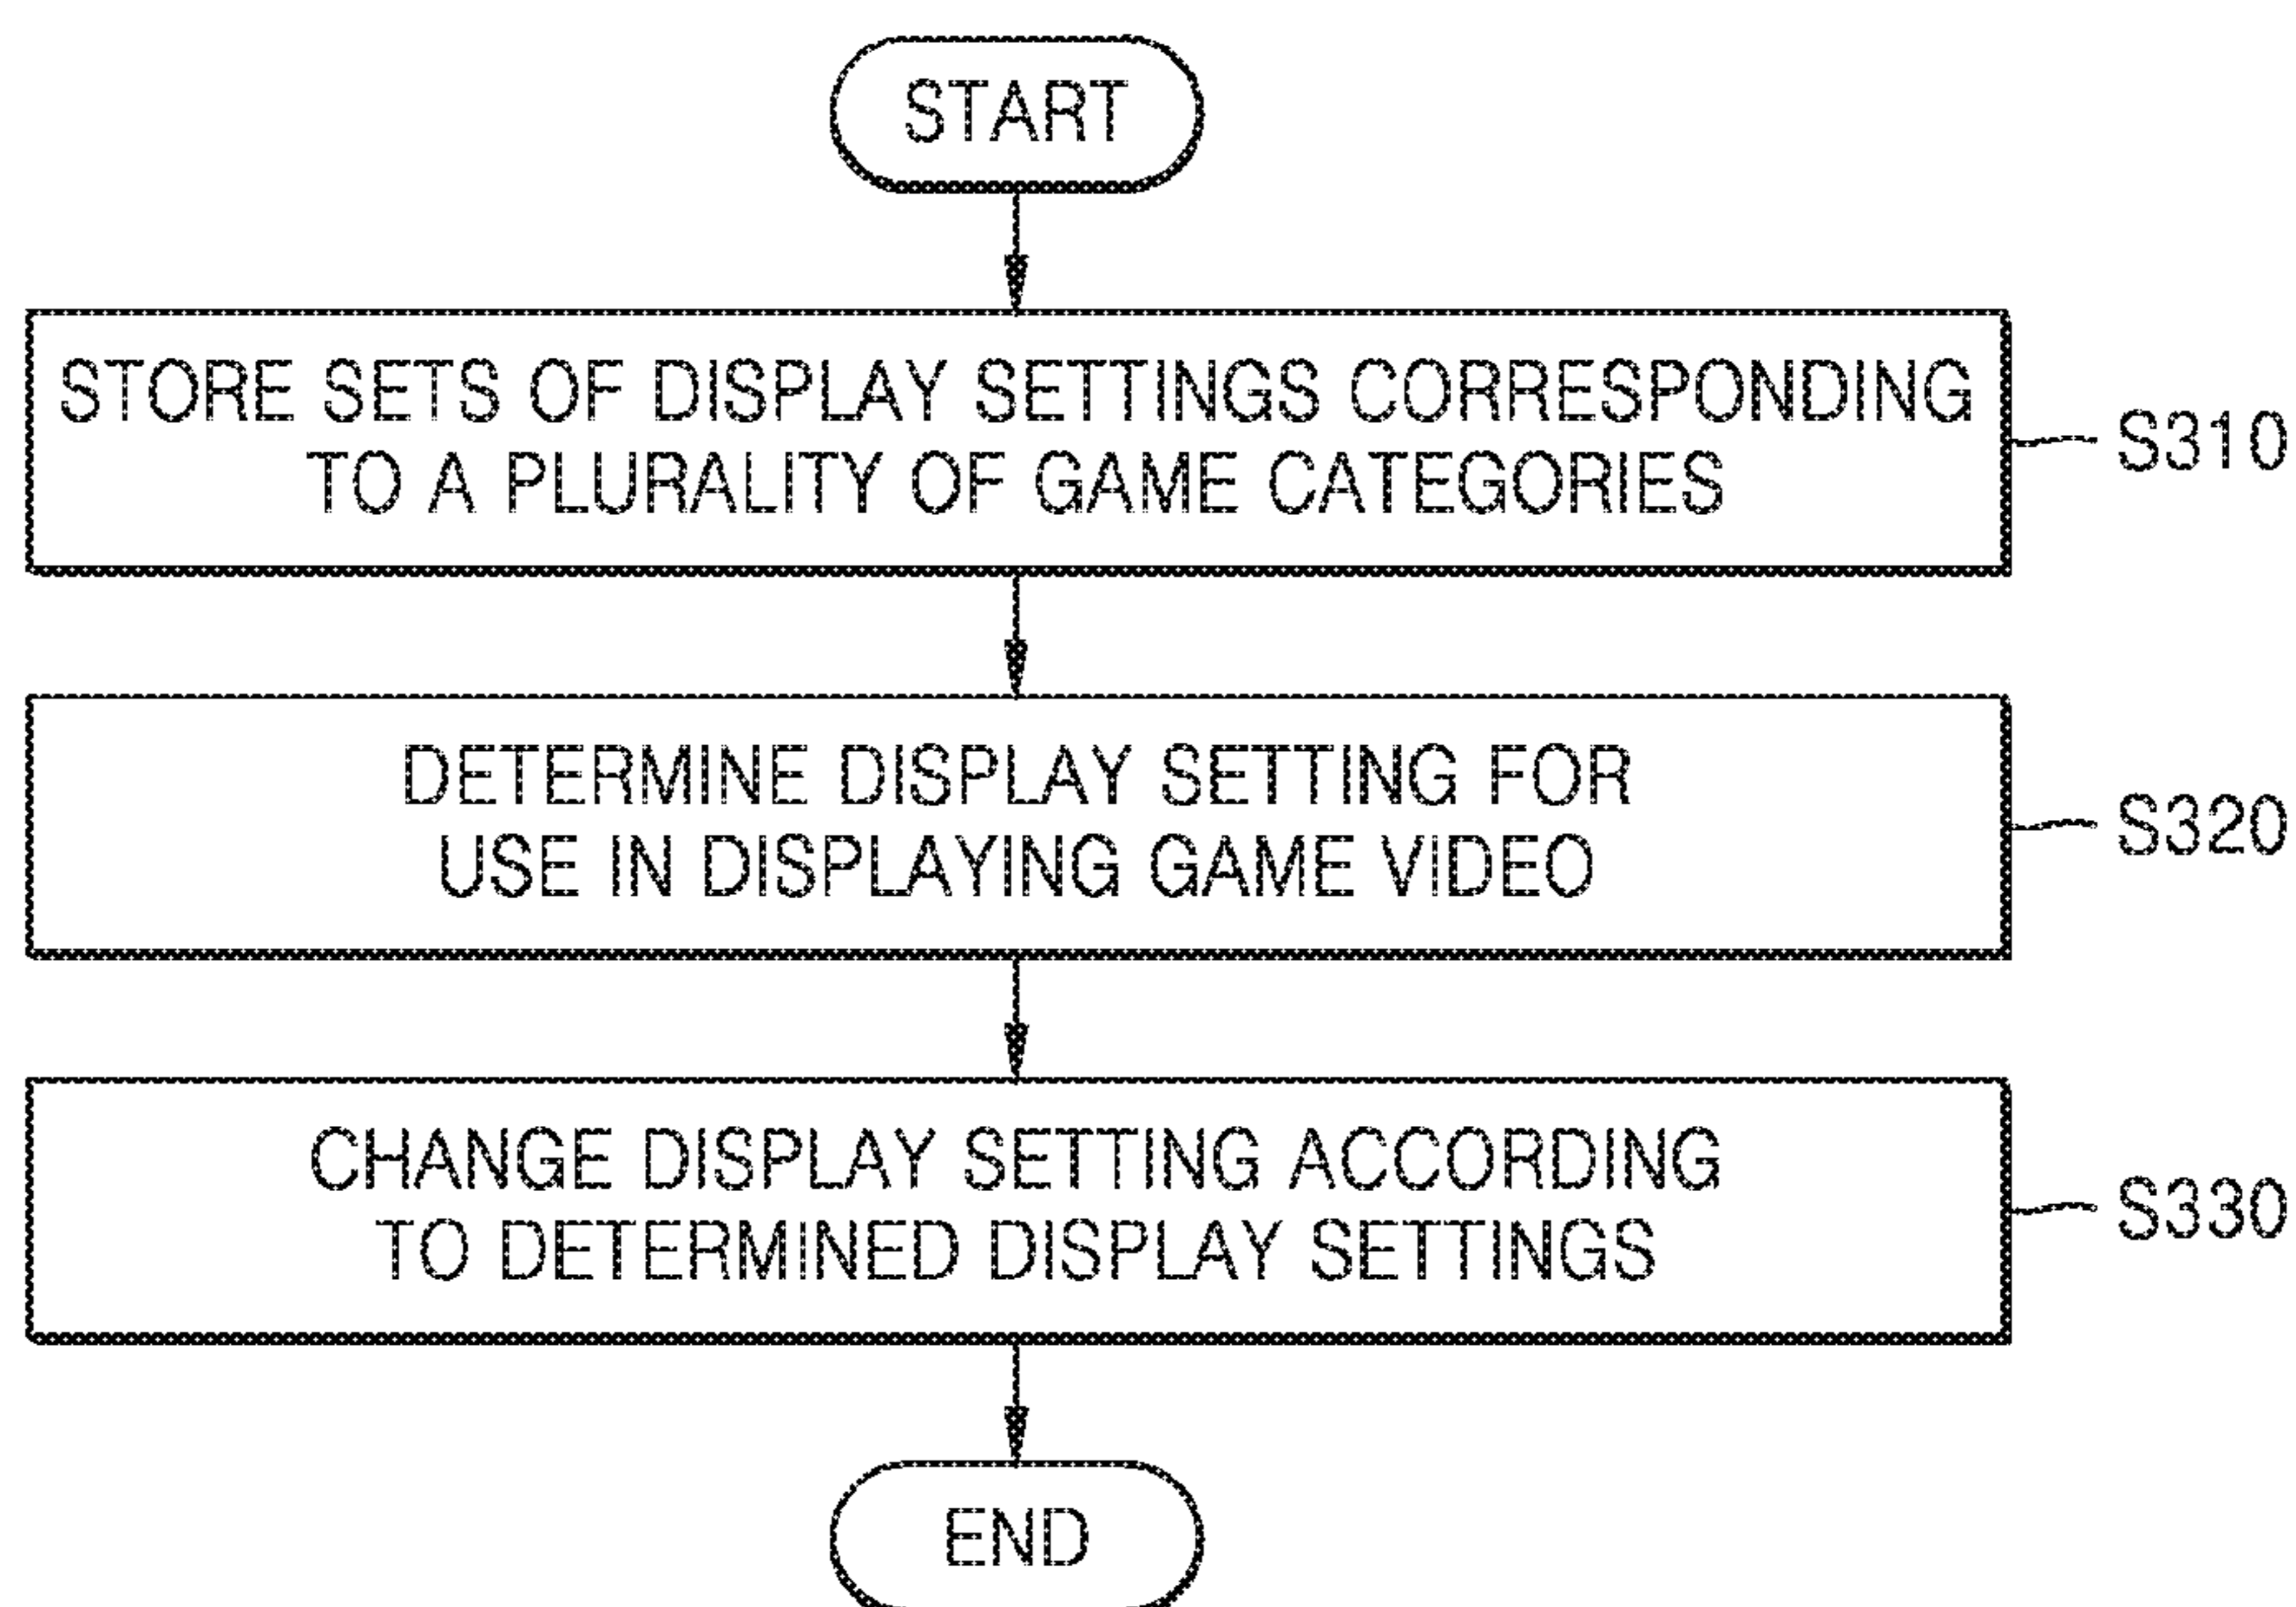 START
STORE SETS OF DISPLAY SETTINGS CORRESPONDING
TO A PLURALITY OF GAME CATEGORIES
S310
DETERMINE DISPLAY SETTING FOR
USE IN DISPLAYING GAME VIDEO
S320
CHANGE DISPLAY SETTING ACCORDING
TO DETERMINED DISPLAY SETTINGS
S330
END